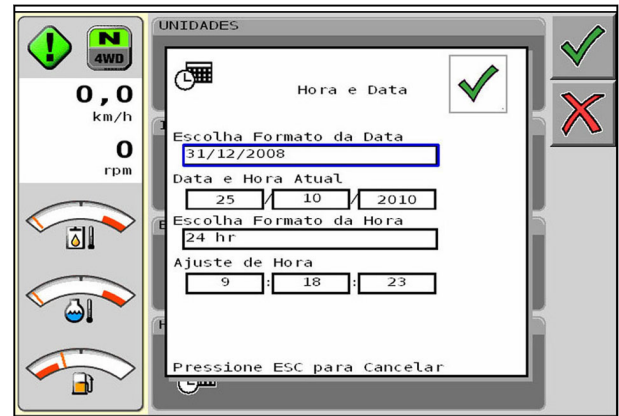 UNIDADES
N
4WD
0,0
km/h
0
rpm
Hora e Data
Escolha Formato da Data
31/12/2008
Data e Hora Atual
25 / 10 / 2010
Escolha Formato da Hora
24 hr
Ajuste de Hora
9 : 18 : 23
Pressione ESC para Cancelar